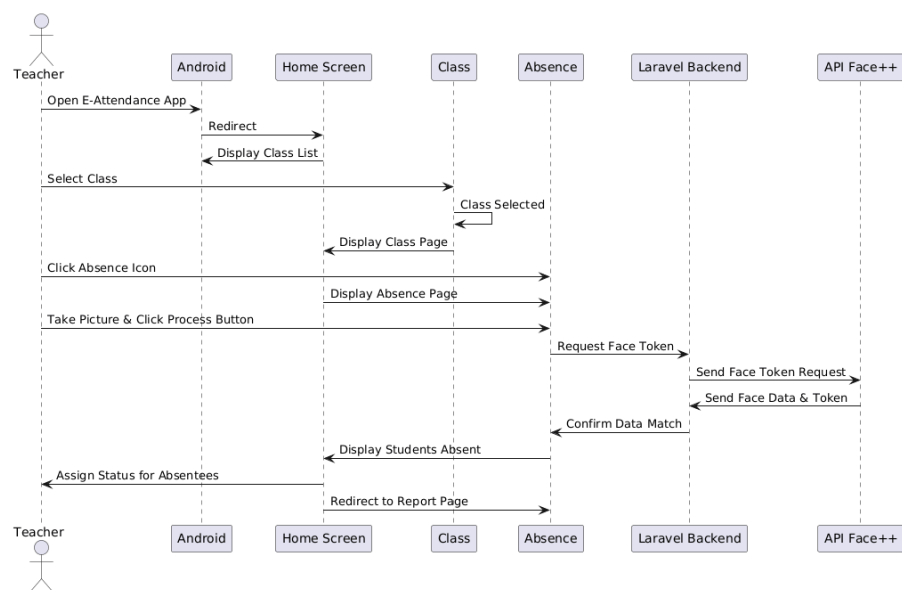 Teacher
Android
Home Screen
Class
Absence
Laravel Backend
API Face++
Open E-Attendance App
Redirect
Display Class List
Select Class
Class Selected
Display Class Page
Click Absence Icon
Display Absence Page
Take Picture & Click Process Button
Request Face Token
Send Face Token Request
Send Face Data & Token
Confirm Data Match
Display Students Absent
Assign Status for Absentees
Redirect to Report Page
Teacher
Android
Home Screen
Class
Absence
Laravel Backend
API Face++